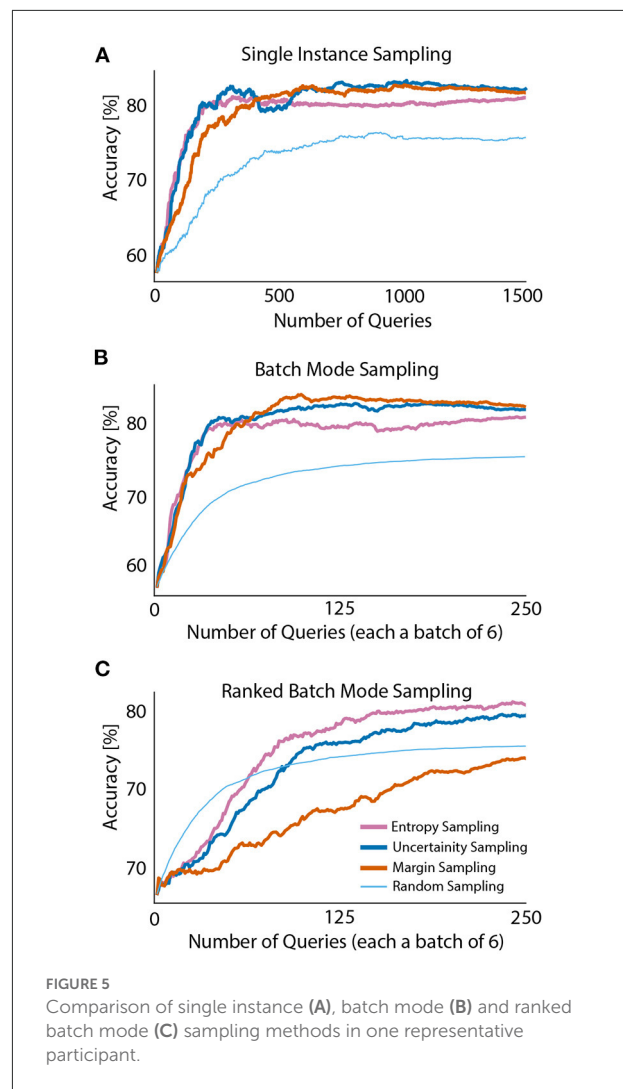 A
Single Instance Sampling
Accuracy [%]
80
70
60
0
500
1000
1500
Number of Queries
B
Batch Mode Sampling
Accuracy [%]
80
70
60
0
125
250
Number of Queries (each a batch of 6)
C
Ranked Batch Mode Sampling
Accuracy [%]
80
70
70
Entropy Sampling
Uncertainity Sampling
Margin Sampling
Random Sampling
0
125
250
Number of Queries (each a batch of 6)
FIGURE 5
Comparison of single instance (A), batch mode (B) and ranked
batch mode (C) sampling methods in one representative
participant.